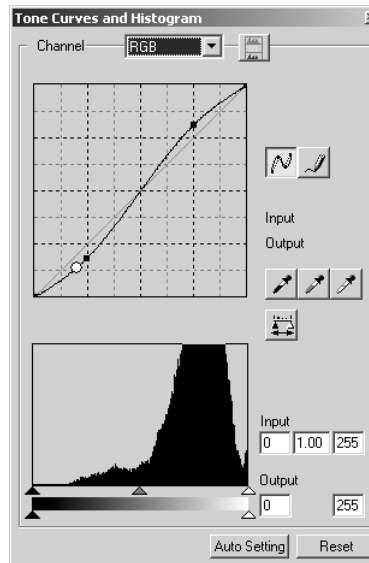 Tone Curves and Histogram
Channel RGB
Input
Output
Input
0 1.00 255
Output
0 255
Auto Setting Reset